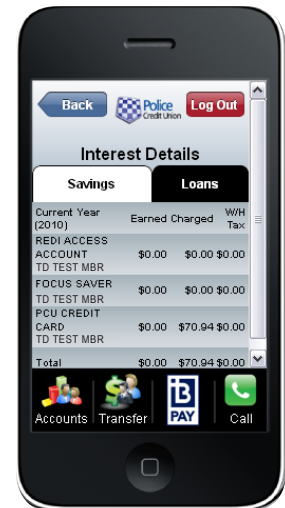 Back
Police
Credit Union
Log Out
Interest Details
Savings
Loans
Current Year Earned Charged W/H
(2010) Tax
REDI ACCESS
ACCOUNT $0.00 $0.00 $0.00
TD TEST MBR
FOCUS SAVER $0.00 $0.00 $0.00
TD TEST MBR
PCU CREDIT
CARD $0.00 $70.94 $0.00
TD TEST MBR
Total $0.00 $70.94 $0.00
Accounts Transfer B PAY Call